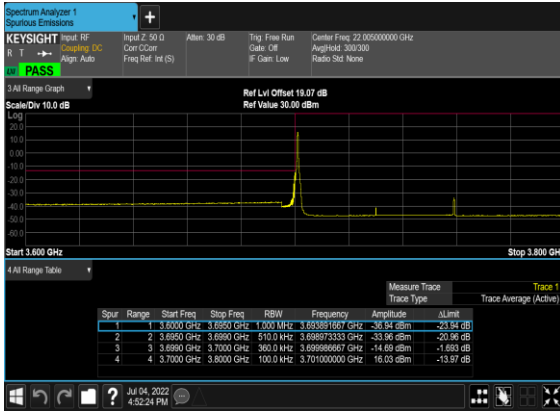 Spectrum Analyzer 1
Spurious Emissions
+
KEYSIGHT Input: RF Input Z: 50 Ω Atten: 30 dB Trig: Free Run Center Freq: 22.005000000 GHz
R T Coupling: DC Corr CCorr Gate: Off Avg|Hold: 300/300
Align: Auto Freq Ref: Int (S) IF Gain: Low Radio Std: None
PASS
3 All Range Graph
Ref Lvl Offset 19.07 dB
Scale/Div 10.0 dB Ref Value 30.00 dBm
Log
20.0
10.0
0.00
-10.0
-20.0
-30.0
-40.0
-50.0
-60.0
Start 3.600 GHz Stop 3.800 GH
4 All Range Table
Measure Trace Trace 1
Trace Type Trace Average (Active)
Spur Range Start Freq Stop Freq RBW Frequency Amplitude ΔLimit
1 1 3.6000 GHz 3.6950 GHz 1.000 MHz 3.693891667 GHz -36.94 dBm -23.94 dB
2 2 3.6950 GHz 3.6990 GHz 510.0 kHz 3.698973333 GHz -33.96 dBm -20.96 dB
3 3 3.6990 GHz 3.7000 GHz 360.0 kHz 3.699986667 GHz -14.69 dBm -1.693 dB
4 4 3.7000 GHz 3.8000 GHz 100.0 kHz 3.701000000 GHz 16.03 dBm -13.97 dB
? Jul 04, 2022
4:52:24 PM